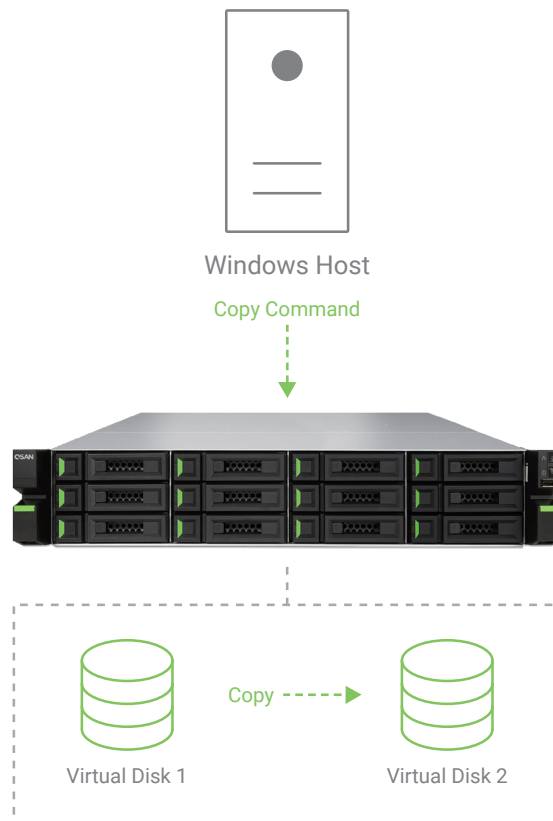 Windows Host
Copy Command
QSAN
A
B
Copy
Virtual Disk 1
Virtual Disk 2